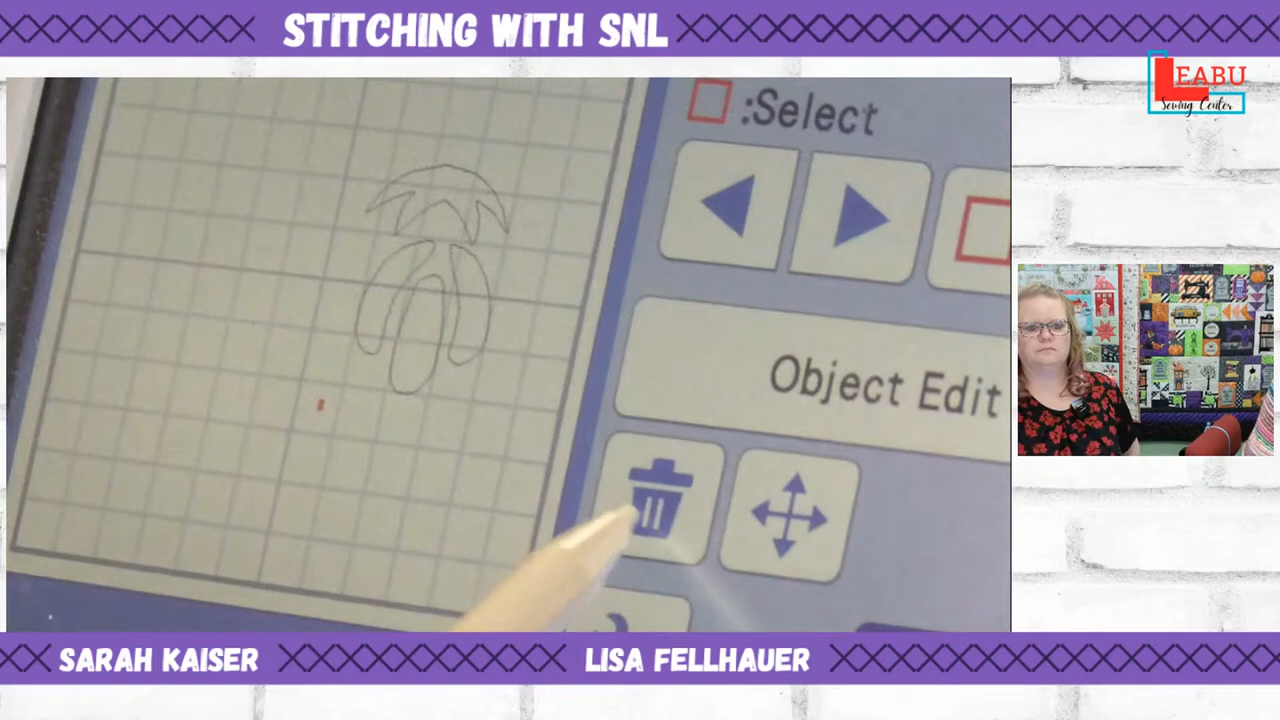 STITCHING WITH SNL
LEABU
Sewing Center
:Select
Object Edit
SARAH KAISER
LISA FELLHAUER